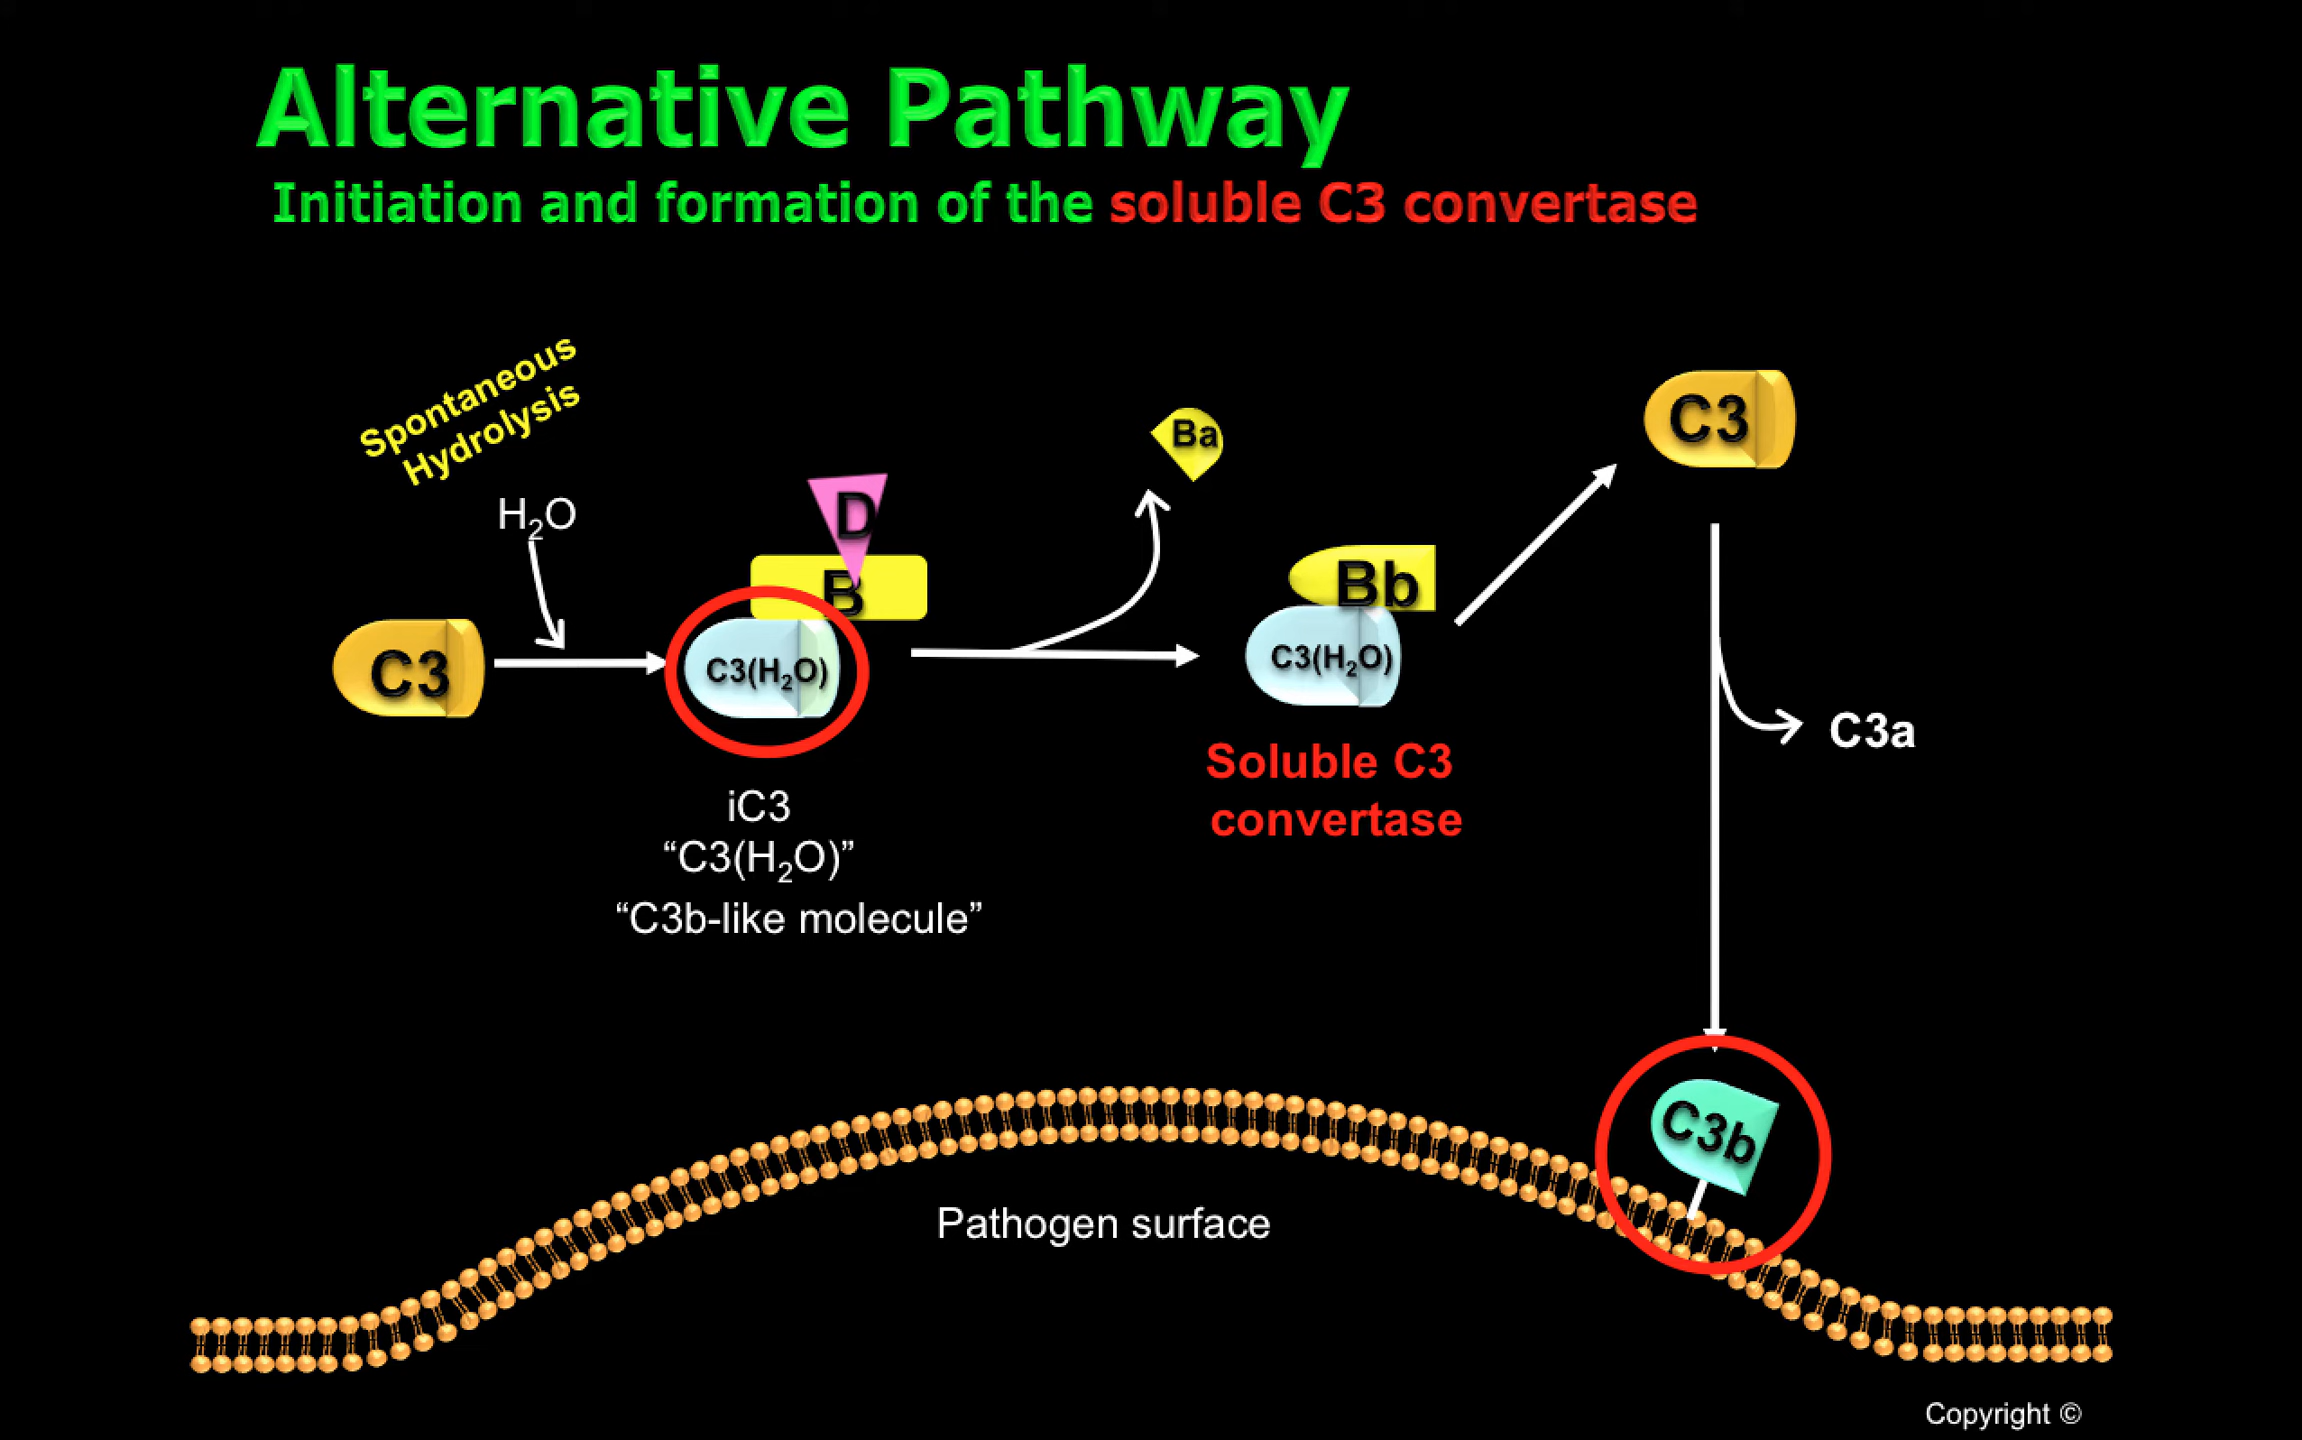 Alternative Pathway
Initiation and formation of the soluble C3 convertase
Spontaneous
Hydrolysis
H₂O
C3
D
B
C3(H₂O)
iC3
“C3(H₂O)”
“C3b-like molecule”
Ba
Bb
C3(H₂O)
Soluble C3
convertase
C3
C3a
C3b
Pathogen surface
Copyright ©